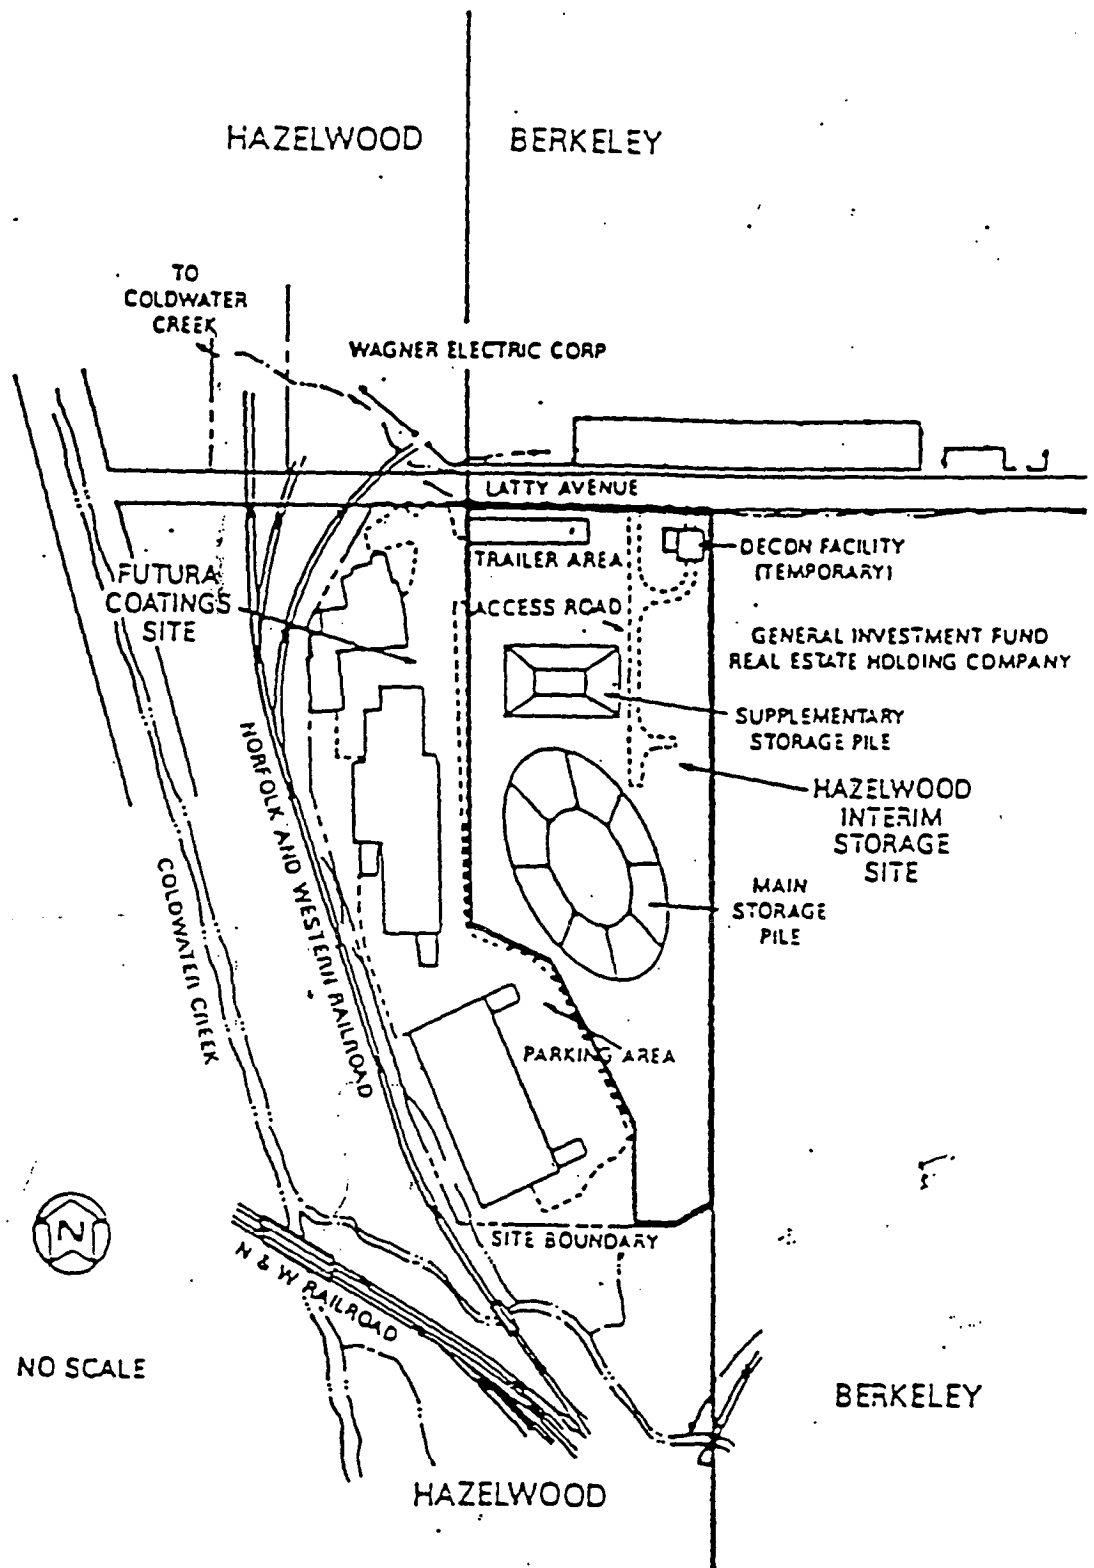 HAZELWOOD
BERKELEY
TO
COLDWATER
CREEK
WAGNER ELECTRIC CORP
LATTY AVENUE
TRAILER AREA
DECON FACILITY
(TEMPORARY)
FUTURA
COATINGS
SITE
ACCESS ROAD
GENERAL INVESTMENT FUND
REAL ESTATE HOLDING COMPANY
SUPPLEMENTARY
STORAGE PILE
HAZELWOOD
INTERIM
STORAGE
SITE
MAIN
STORAGE
PILE
NORFOLK AND WESTERN RAILROAD
COLDWATER CREEK
PARKING AREA
N
SITE BOUNDARY
N & W RAILROAD
NO SCALE
BERKELEY
HAZELWOOD